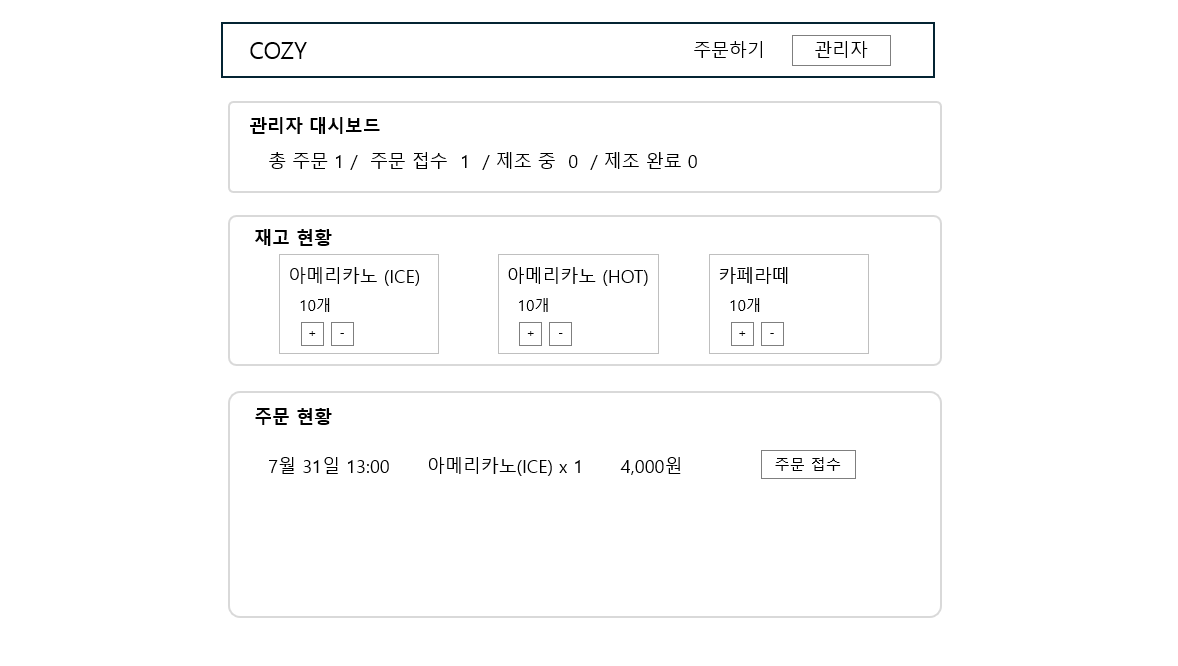 COZY 주문하기 관리자
관리자 대시보드
총 주문 1 / 주문 접수 1 / 제조 중 0 / 제조 완료 0
재고 현황
아메리카노 (ICE) 아메리카노 (HOT) 카페라떼
10개 10개 10개
+ - + - + -
주문 현황
7월 31일 13:00 아메리카노(ICE) x 1 4,000원 주문 접수